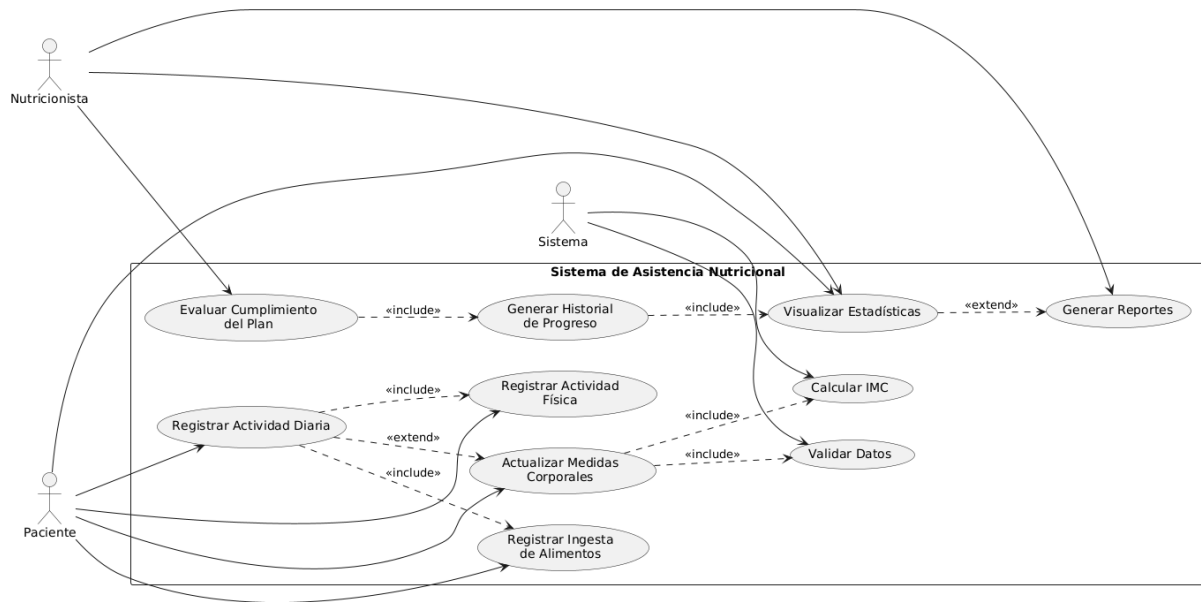 Nutricionista
Sistema
Sistema de Asistencia Nutricional
Evaluar Cumplimiento
del Plan
«include»
Generar Historial
de Progreso
«include»
Visualizar Estadísticas
«extend»
Generar Reportes
Registrar Actividad Diaria
«include»
Registrar Actividad
Física
Calcular IMC
«extend»
«include»
Actualizar Medidas
Corporales
«include»
«include»
Validar Datos
Registrar Ingesta
de Alimentos
Paciente